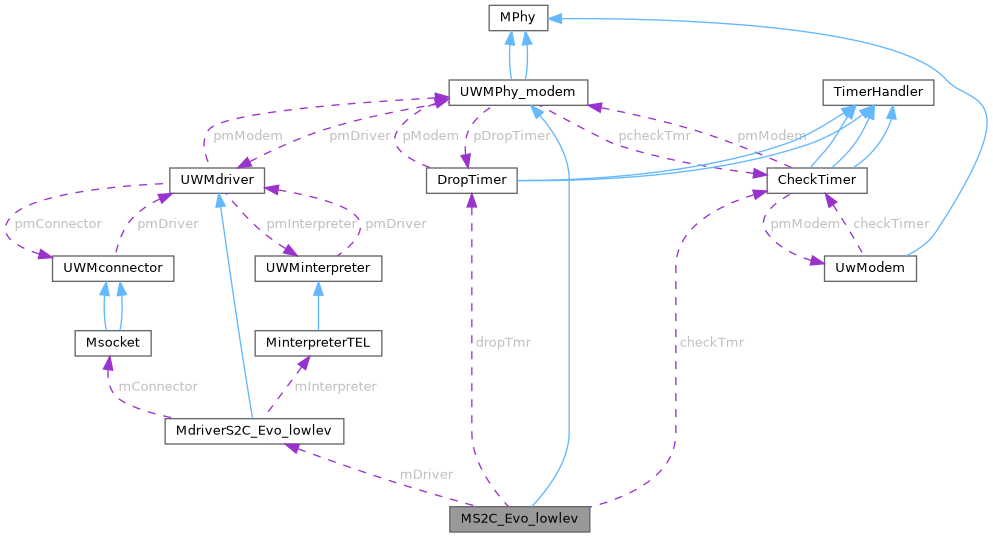 MPhy
UWMPhy_modem
TimerHandler
pmModem
pmDriver
pModem
pDropTimer
pcheckTmr
pmModem
UWMdriver
DropTimer
CheckTimer
pmConnector
pmDriver
pmInterpreter
pmDriver
pmModem
checkTimer
UWMconnector
UWMinterpreter
UwModem
Msocket
MinterpreterTEL
dropTmr
checkTmr
mConnector
mInterpreter
MdriverS2C_Evo_lowlev
mDriver
MS2C_Evo_lowlev